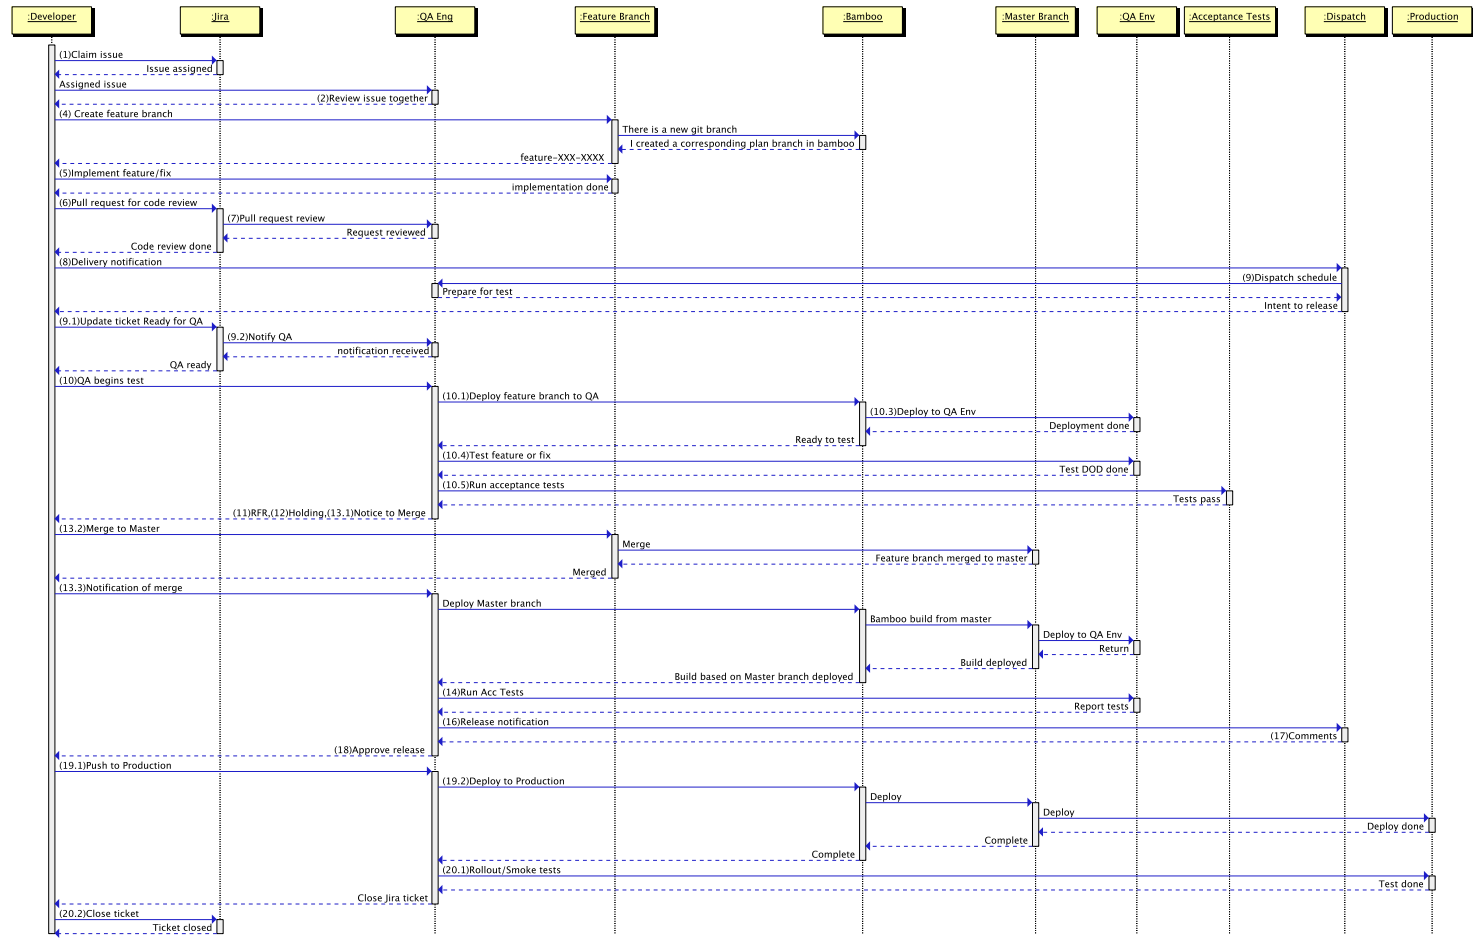 :Developer
:Jira
:QA Eng
:Feature Branch
:Bamboo
:Master Branch
:QA Env
:Acceptance Tests
:Dispatch
:Production
(1)Claim issue
Issue assigned
Assigned issue
(2)Review issue together
(4) Create feature branch
There is a new git branch
I created a corresponding plan branch in bamboo
feature-XXX-XXXX
(5)Implement feature/fix
implementation done
(6)Pull request for code review
(7)Pull request review
Request reviewed
Code review done
(8)Delivery notification
(9)Dispatch schedule
Prepare for test
Intent to release
(9.1)Update ticket Ready for QA
(9.2)Notify QA
notification received
QA ready
(10)QA begins test
(10.1)Deploy feature branch to QA
(10.3)Deploy to QA Env
Deployment done
Ready to test
(10.4)Test feature or fix
Test DOD done
(10.5)Run acceptance tests
Tests pass
(11)RFR,(12)Holding,(13.1)Notice to Merge
(13.2)Merge to Master
Merge
Feature branch merged to master
Merged
(13.3)Notification of merge
Deploy Master branch
Bamboo build from master
Deploy to QA Env
Return
Build deployed
Build based on Master branch deployed
(14)Run Acc Tests
Report tests
(16)Release notification
(17)Comments
(18)Approve release
(19.1)Push to Production
(19.2)Deploy to Production
Deploy
Deploy
Deploy done
Complete
Complete
(20.1)Rollout/Smoke tests
Test done
Close Jira ticket
(20.2)Close ticket
Ticket closed